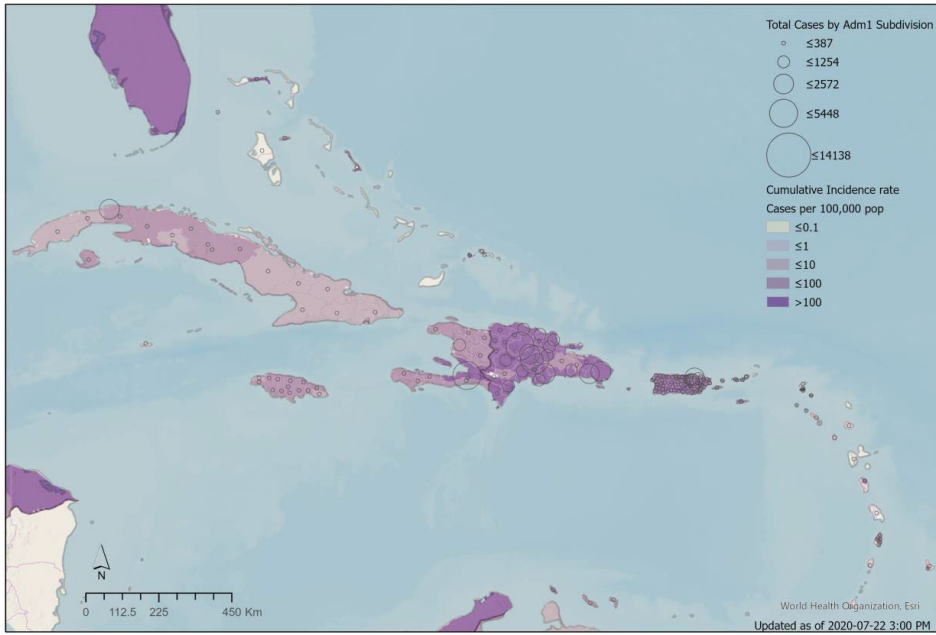 Total Cases by Adm1 Subdivision
≤387
≤1254
≤2572
≤5448
≤14138
Cumulative Incidence rate
Cases per 100,000 pop
≤0.1
≤1
≤10
≤100
>100
N
0 112.5 225 450 Km
World Health Organization, Esri
Updated as of 2020-07-22 3:00 PM